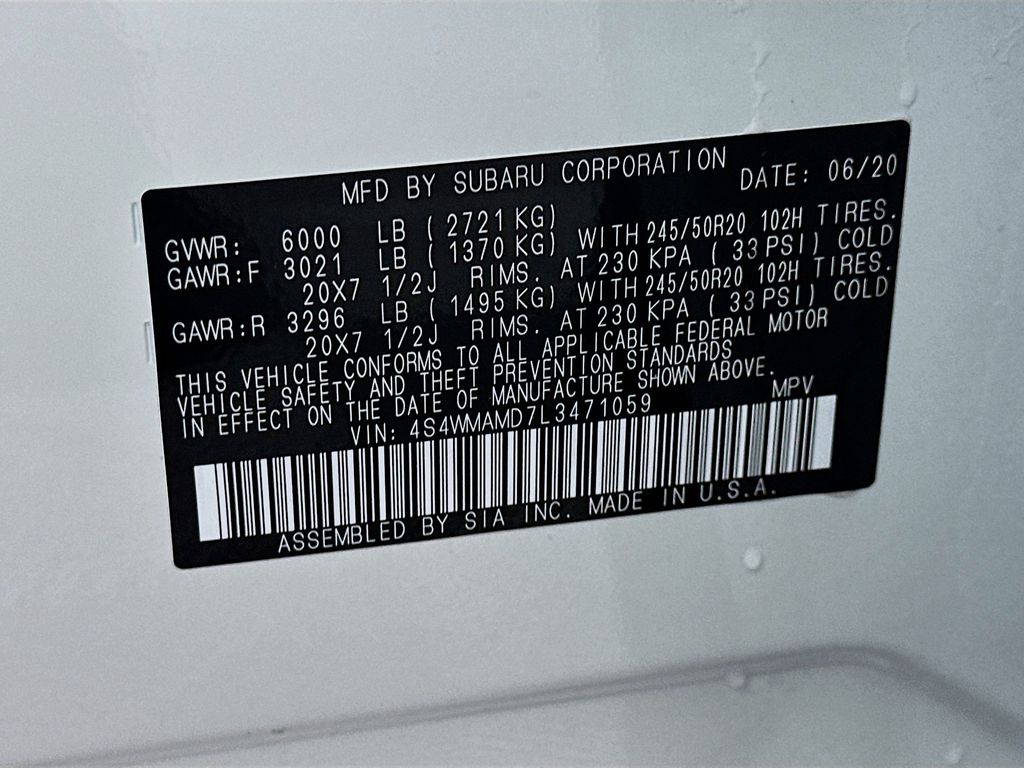 MFD BY SUBARU CORPORATION DATE: 06/20
GVWR: 6000 LB ( 2721 KG)
GAWR:F 3021 LB ( 1370 KG) WITH 245/50R20 102H TIRES.
20X7 1/2J RIMS. AT 230 KPA ( 33 PSI) COLD
GAWR:R 3296 LB ( 1495 KG) WITH 245/50R20 102H TIRES.
20X7 1/2J RIMS. AT 230 KPA ( 33 PSI) COLD
THIS VEHICLE CONFORMS TO ALL APPLICABLE FEDERAL MOTOR
VEHICLE SAFETY AND THEFT PREVENTION STANDARDS
IN EFFECT ON THE DATE OF MANUFACTURE SHOWN ABOVE.
VIN: 4S4WMAMD7L3471059 MPV
ASSEMBLED BY SIA INC. MADE IN U.S.A.